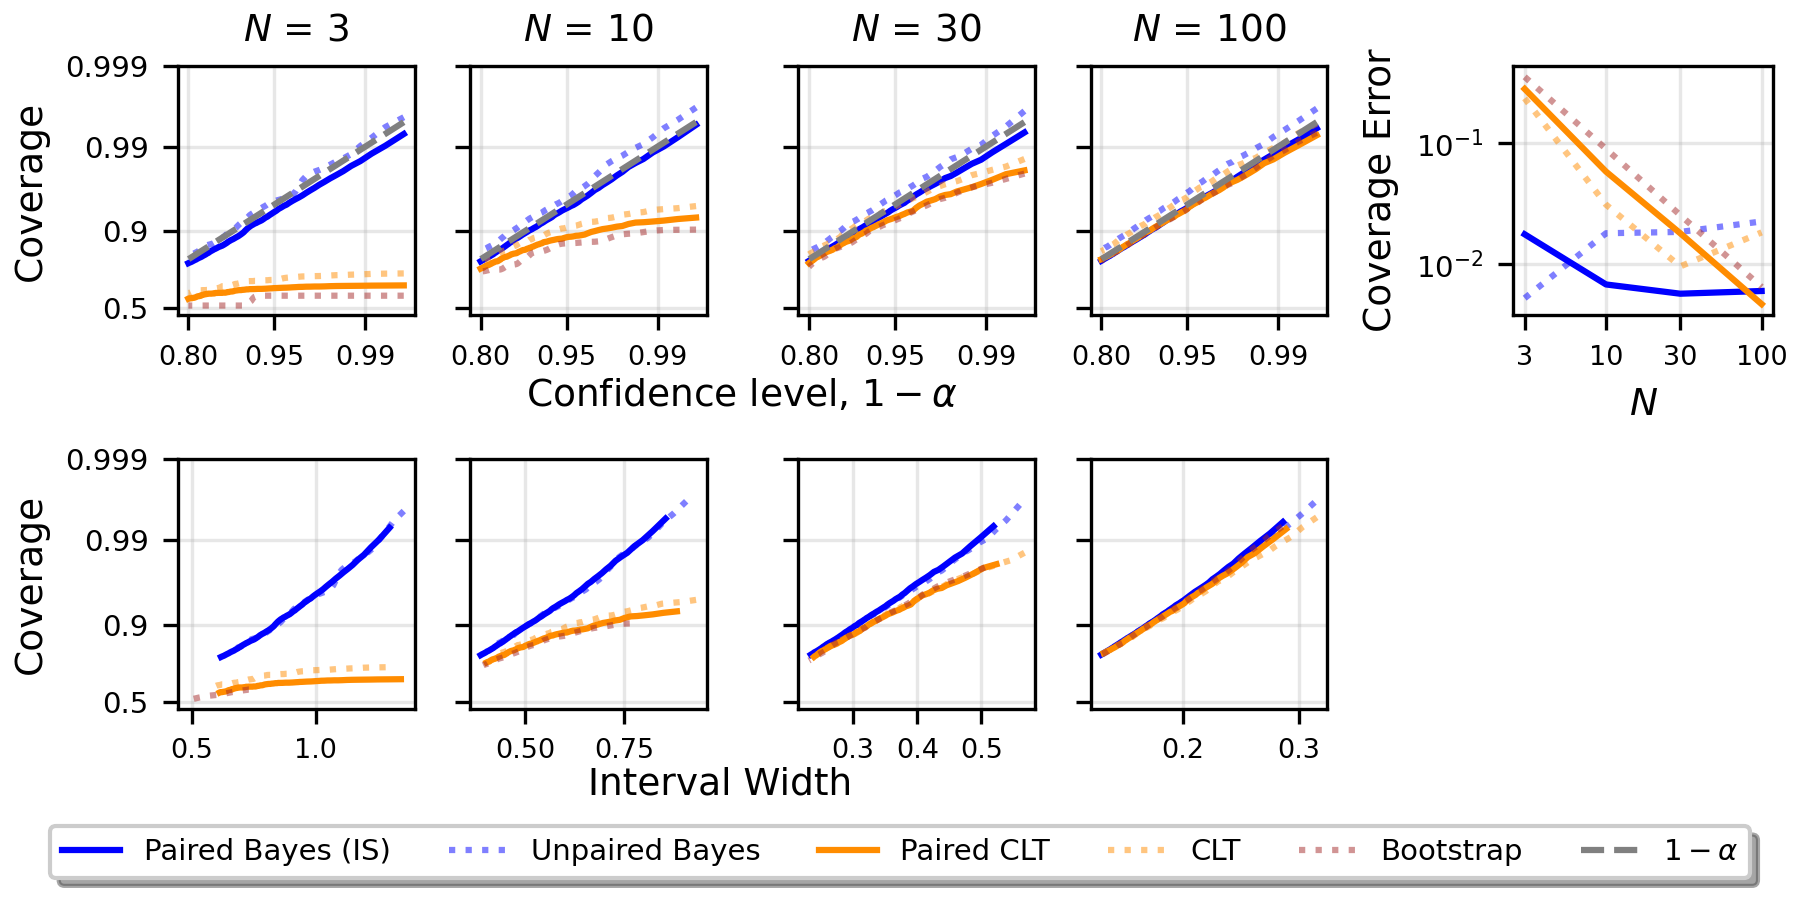 N = 3
N = 10
N = 30
N = 100
Coverage
0.999
0.99
0.9
0.5
0.80 0.95 0.99
0.80 0.95 0.99
0.80 0.95 0.99
0.80 0.95 0.99
Confidence level, 1 − α
Coverage Error
10⁻¹
10⁻²
3 10 30 100
N
Coverage
0.999
0.99
0.9
0.5
0.5 1.0
0.50 0.75
0.3 0.4 0.5
0.2 0.3
Interval Width
Paired Bayes (IS) Unpaired Bayes Paired CLT CLT Bootstrap 1 − α